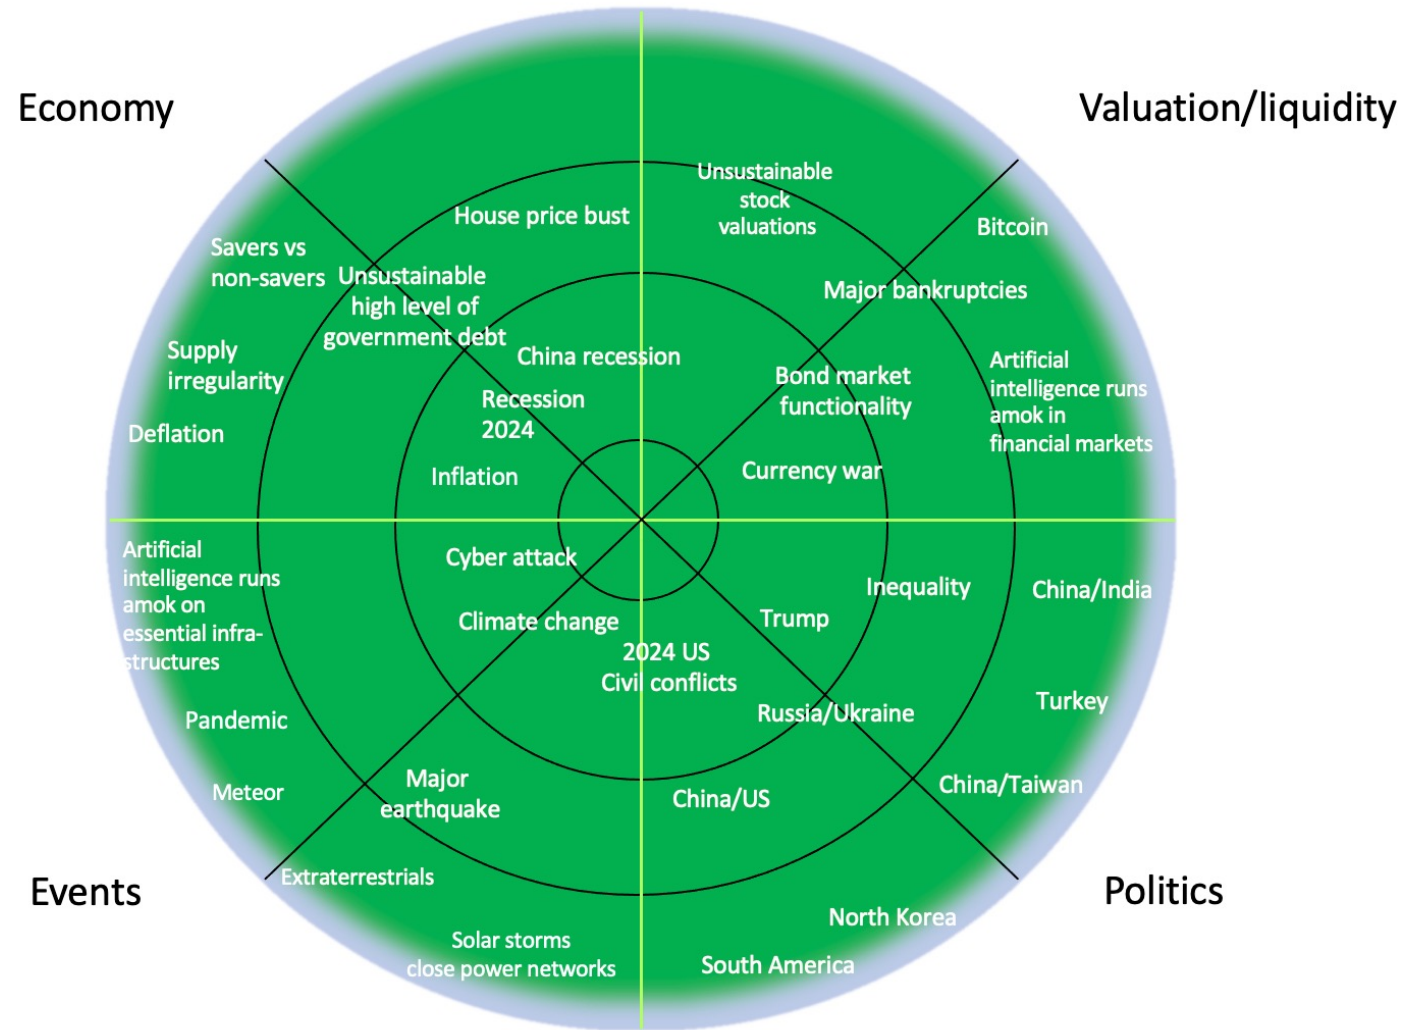 Economy
Valuation/liquidity
House price bust
Savers vs
non-savers
Unsustainable
high level of
government debt
Supply
irregularity
China recession
Recession
2024
Deflation
Inflation
Unsustainable
stock
valuations
Bitcoin
Major bankruptcies
Bond market
functionality
Artificial
intelligence runs
amok in
financial markets
Currency war
Artificial
intelligence runs
amok on
essential infra-
structures
Cyber attack
Climate change
Pandemic
Meteor
Major
earthquake
Extraterrestrials
Solar storms
close power networks
Inequality
China/India
Trump
2024 US
Civil conflicts
Russia/Ukraine
Turkey
China/US
China/Taiwan
North Korea
South America
Events
Politics